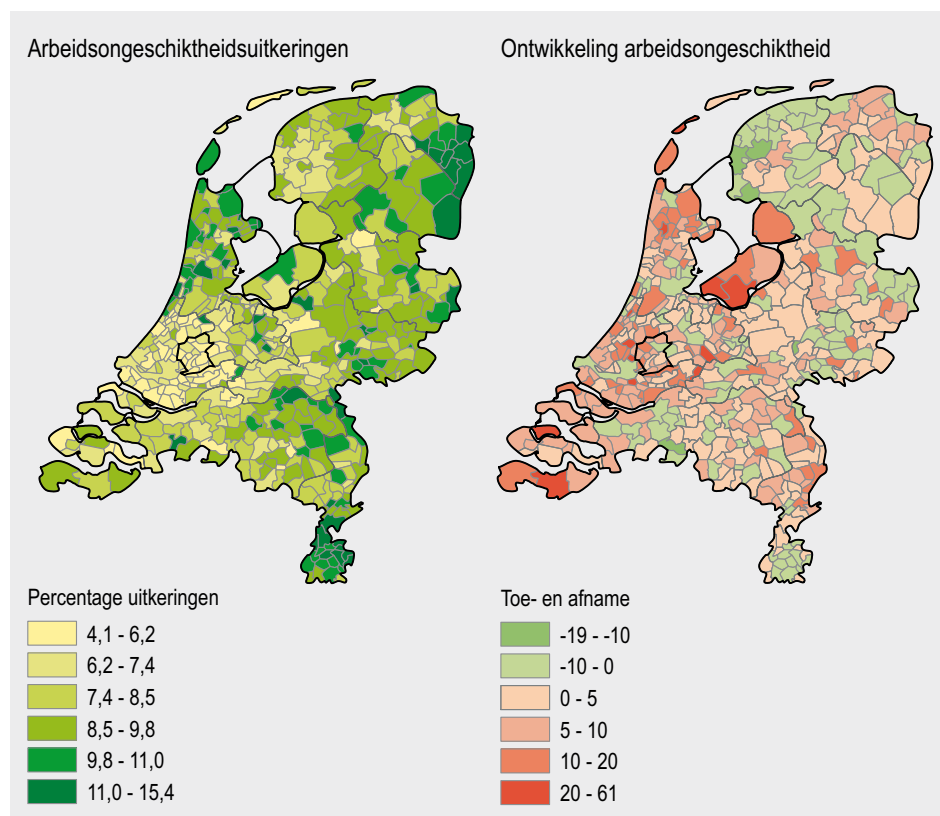 Arbeidsongeschiktheidsuitkeringen
Percentage uitkeringen
4,1 - 6,2
6,2 - 7,4
7,4 - 8,5
8,5 - 9,8
9,8 - 11,0
11,0 - 15,4
Ontwikkeling arbeidsongeschiktheid
Toe- en afname
-19 - -10
-10 - 0
0 - 5
5 - 10
10 - 20
20 - 61